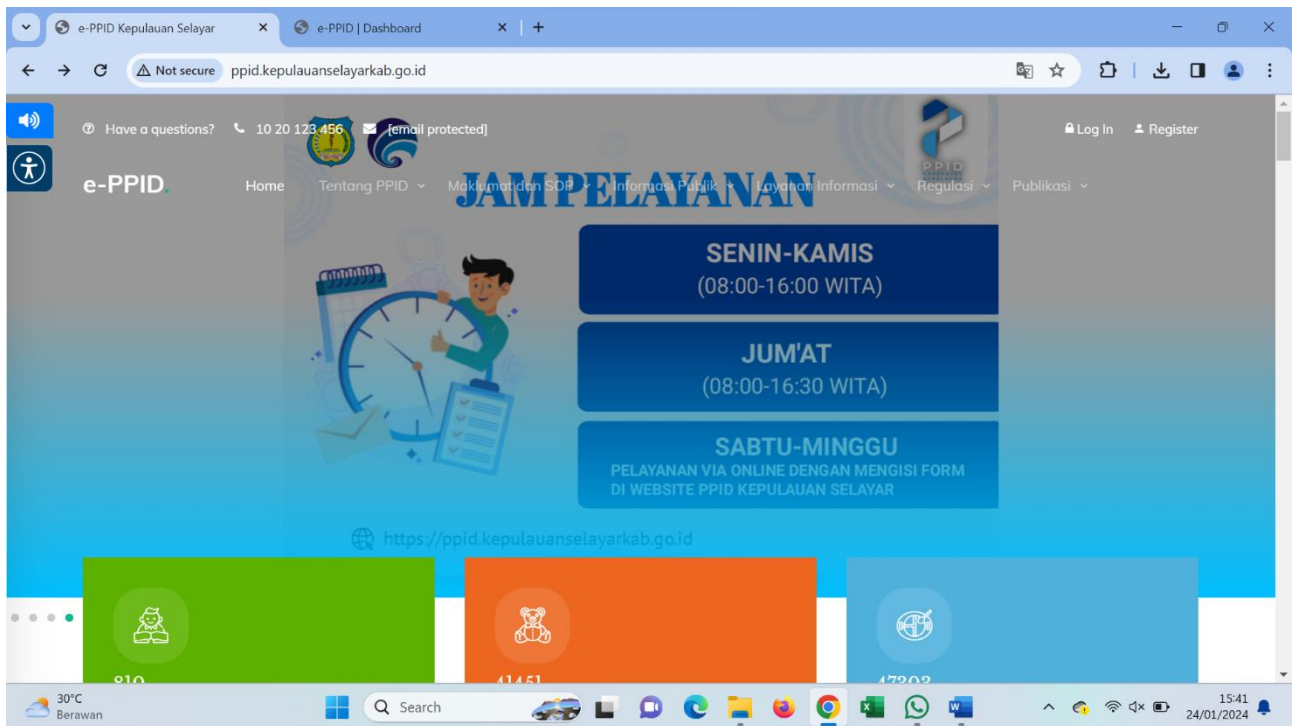 e-PPID Kepulauan Selayar
e-PPID | Dashboard
Not secure ppid.kepulauanselayarkab.go.id
Have a questions? 10 20 123 456 [email protected] Log In Register
PPID
e-PPID. Home Tentang PPID Maklumat dan SOP Informasi Publik Layanan Informasi Regulasi Publikasi
JAM PELAYANAN
SENIN-KAMIS
(08:00-16:00 WITA)
JUM'AT
(08:00-16:30 WITA)
SABTU-MINGGU
PELAYANAN VIA ONLINE DENGAN MENGISI FORM
DI WEBSITE PPID KEPULAUAN SELAYAR
https://ppid.kepulauanselayarkab.go.id
810 41451 47303
30°C
Berawan
Search
15:41
24/01/2024